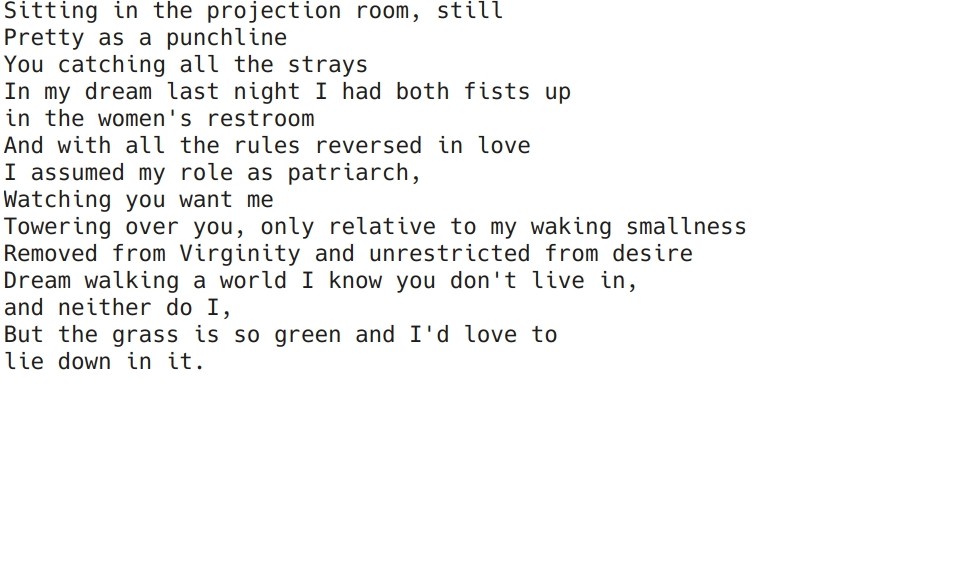 Sitting in the projection room, still
Pretty as a punchline
You catching all the strays
In my dream last night I had both fists up
in the women's restroom
And with all the rules reversed in love
I assumed my role as patriarch,
Watching you want me
Towering over you, only relative to my waking smallness
Removed from Virginity and unrestricted from desire
Dream walking a world I know you don't live in,
and neither do I,
But the grass is so green and I'd love to
lie down in it.